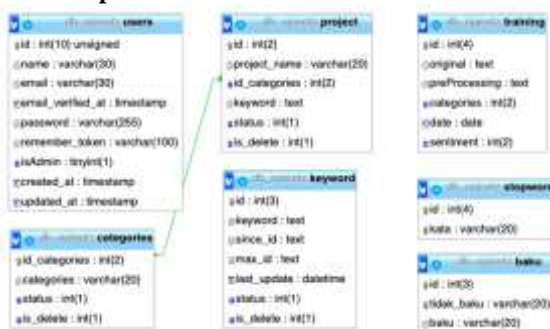 users
id : int(10) unsigned
name : varchar(30)
email : varchar(30)
email_verified_at : timestamp
password : varchar(255)
remember_token : varchar(100)
isAdmin : tinyint(1)
created_at : timestamp
updated_at : timestamp
categories
id_categories : int(2)
categories : varchar(20)
status : int(1)
is_delete : int(1)
project
id : int(2)
project_name : varchar(20)
id_categories : int(2)
keyword : text
status : int(1)
is_delete : int(1)
keyword
id : int(3)
keyword : text
since_id : text
max_id : text
last_update : datetime
status : int(1)
is_delete : int(1)
training
id : int(4)
original : text
preProcessing : text
categories : int(2)
date : date
sentiment : int(2)
stopword
id : int(4)
kata : varchar(20)
baku
id : int(3)
tidak_baku : varchar(20)
baku : varchar(20)